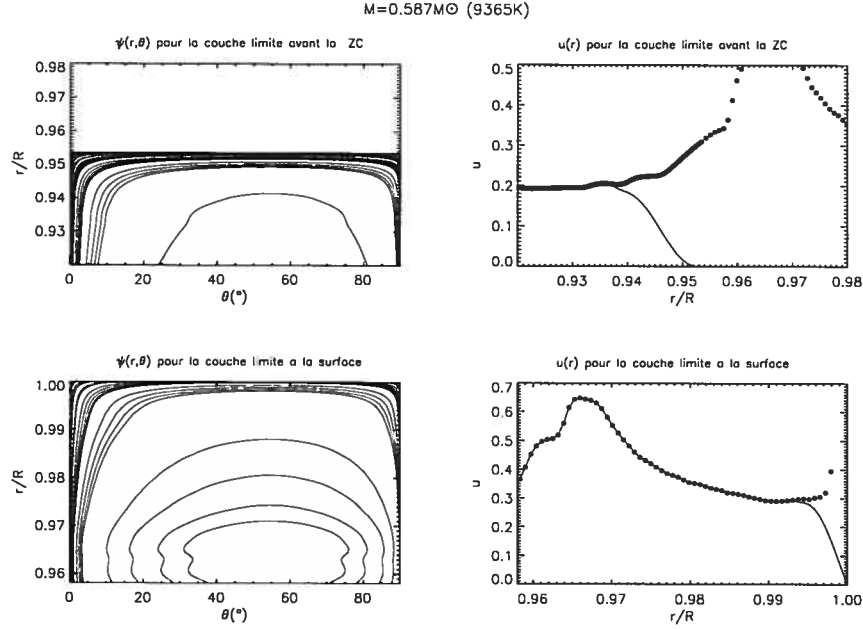 M=0.587M⊙ (9365K)
ψ(r,θ) pour la couche limite avant la ZC
0.98
0.97
0.96
0.95
0.94
0.93
r/R
0 20 40 60 80
θ(°)
u(r) pour la couche limite avant la ZC
0.5
0.4
0.3
0.2
0.1
0.0
u
0.93 0.94 0.95 0.96 0.97 0.98
r/R
ψ(r,θ) pour la couche limite a la surface
1.00
0.99
0.98
0.97
0.96
r/R
0 20 40 60 80
θ(°)
u(r) pour la couche limite a la surface
0.7
0.6
0.5
0.4
0.3
0.2
0.1
0.0
u
0.96 0.97 0.98 0.99 1.00
r/R